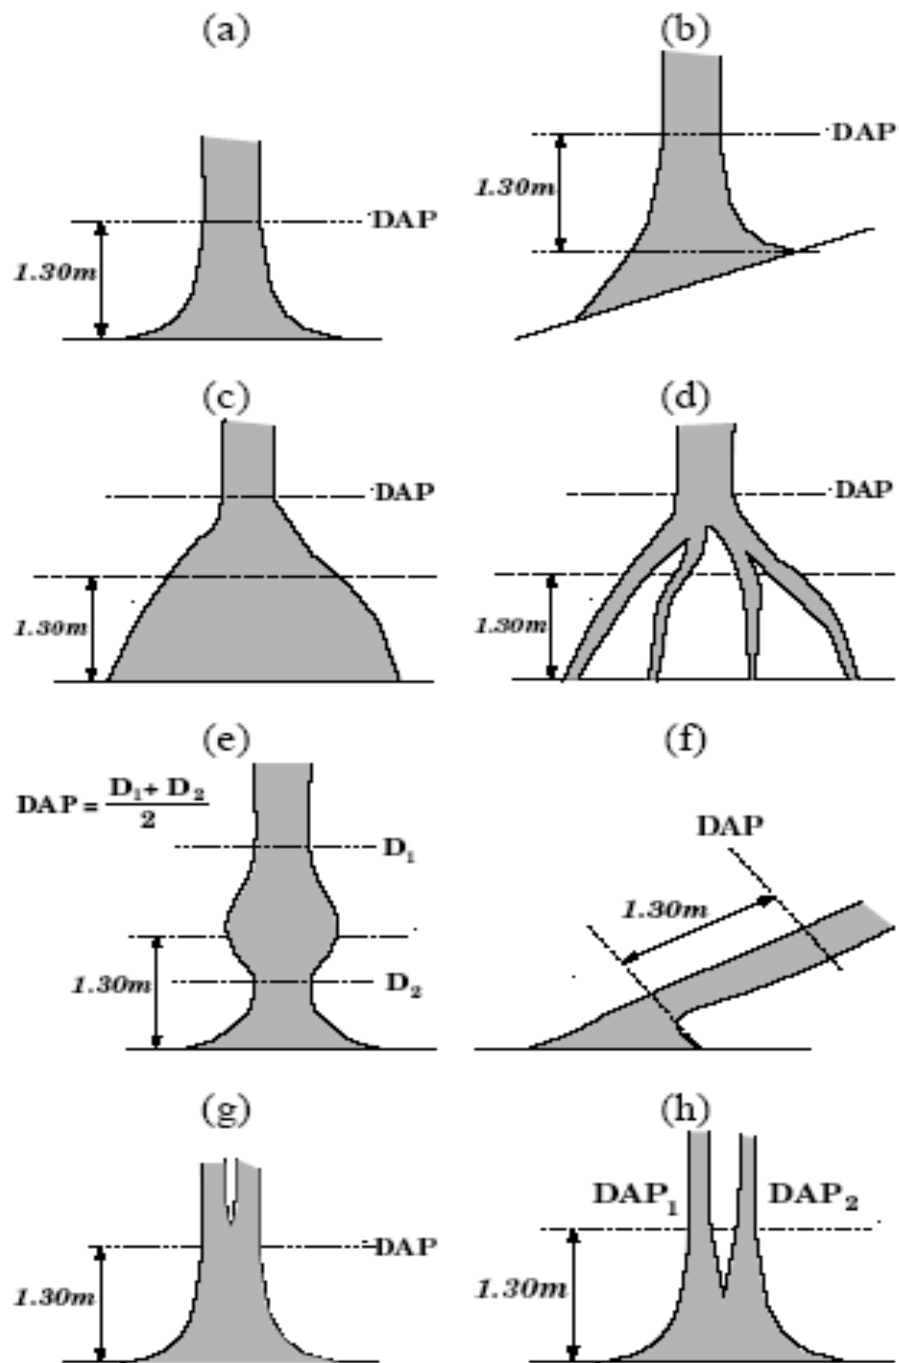 (a)
DAP
1.30m
(b)
DAP
1.30m
(c)
DAP
1.30m
(d)
DAP
1.30m
(e)
DAP = D₁+ D₂
2
D₁
1.30m
D₂
(f)
DAP
1.30m
(g)
DAP
1.30m
(h)
DAP₁ DAP₂
1.30m